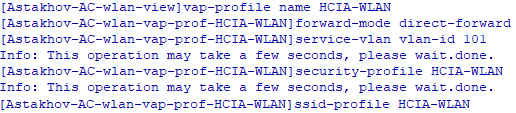 [Astakhov-AC-wlan-view]vap-profile name HCIA-WLAN
[Astakhov-AC-wlan-vap-prof-HCIA-WLAN]forward-mode direct-forward
[Astakhov-AC-wlan-vap-prof-HCIA-WLAN]service-vlan vlan-id 101
Info: This operation may take a few seconds, please wait.done.
[Astakhov-AC-wlan-vap-prof-HCIA-WLAN]security-profile HCIA-WLAN
Info: This operation may take a few seconds, please wait.done.
[Astakhov-AC-wlan-vap-prof-HCIA-WLAN]ssid-profile HCIA-WLAN